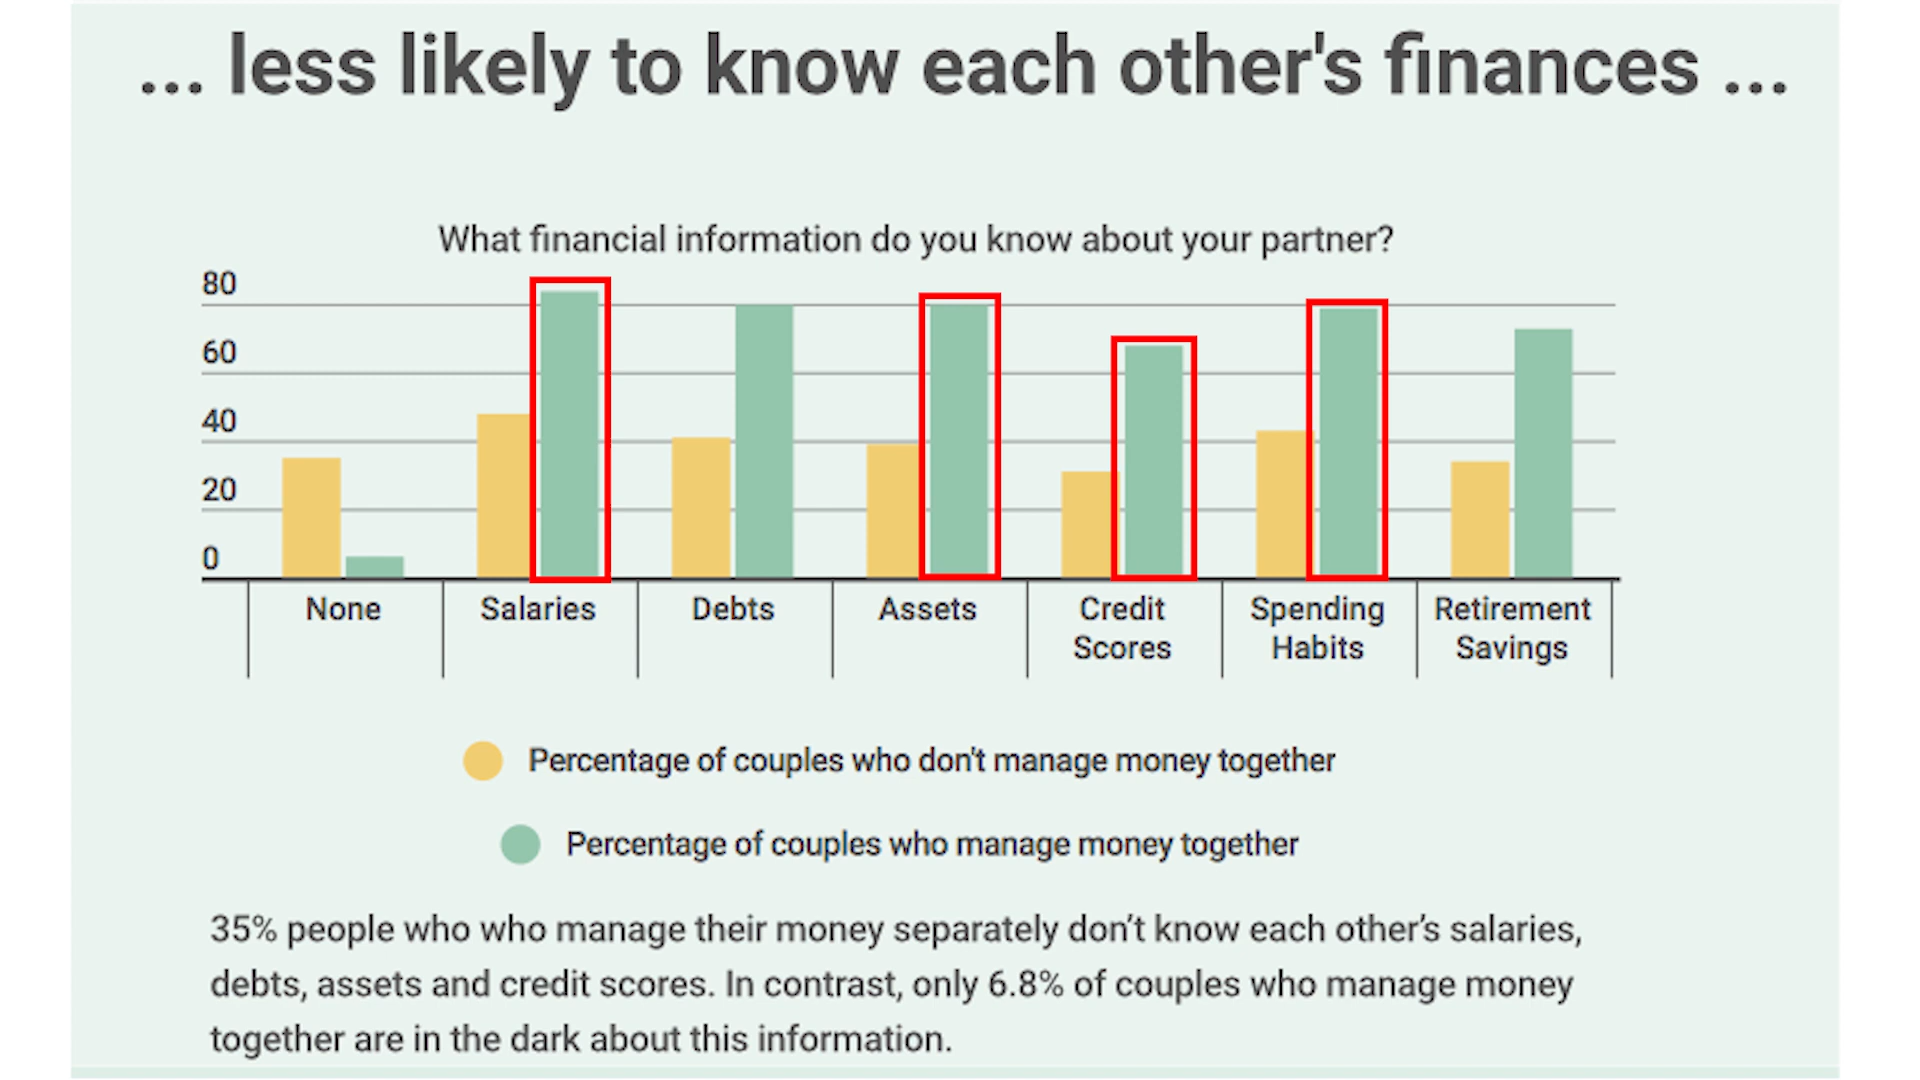 ... less likely to know each other's finances ...
What financial information do you know about your partner?
80
60
40
20
0
None
Salaries
Debts
Assets
Credit
Scores
Spending
Habits
Retirement
Savings
Percentage of couples who don't manage money together
Percentage of couples who manage money together
35% people who who manage their money separately don’t know each other’s salaries,
debts, assets and credit scores. In contrast, only 6.8% of couples who manage money
together are in the dark about this information.